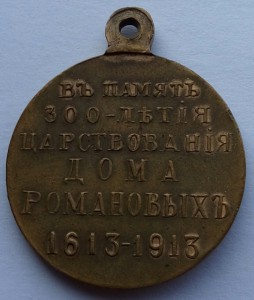 ВЪ ПАМЯТЬ
300-ЛѢТІЯ
ЦАРСТВОВАНІЯ
ДОМА
РОМАНОВЫХЪ
1613-1913